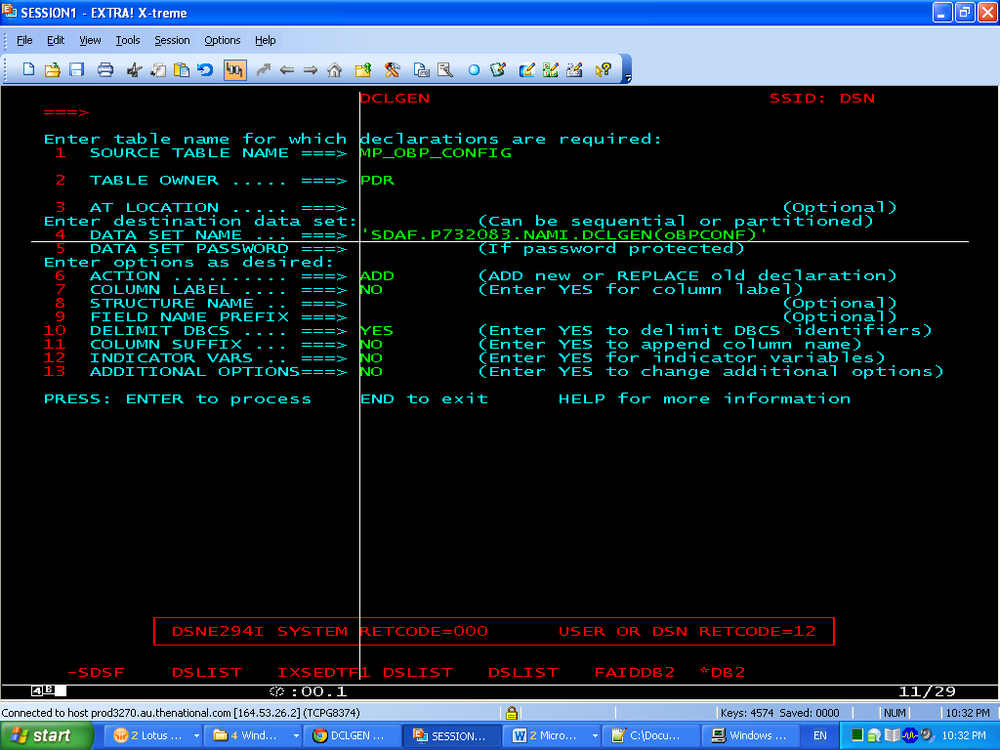 SESSION1 - EXTRA! X-treme
File Edit View Tools Session Options Help
DCLGEN SSID: DSN
===>
Enter table name for which declarations are required:
1 SOURCE TABLE NAME ===> MP_OBP_CONFIG
2 TABLE OWNER ..... ===> PDR
3 AT LOCATION ..... ===> (Optional)
Enter destination data set: (Can be sequential or partitioned)
4 DATA SET NAME ... ===> 'SDAF.P732083.NAMI.DCLGEN(oBPCONF)'
5 DATA SET PASSWORD ===> (If password protected)
Enter options as desired:
6 ACTION .......... ===> ADD (ADD new or REPLACE old declaration)
7 COLUMN LABEL .... ===> NO (Enter YES for column label)
8 STRUCTURE NAME .. ===> (Optional)
9 FIELD NAME PREFIX ===> (Optional)
10 DELIMIT DBCS .... ===> YES (Enter YES to delimit DBCS identifiers)
11 COLUMN SUFFIX ... ===> NO (Enter YES to append column name)
12 INDICATOR VARS .. ===> NO (Enter YES for indicator variables)
13 ADDITIONAL OPTIONS===> NO (Enter YES to change additional options)
PRESS: ENTER to process END to exit HELP for more information
DSNE294I SYSTEM RETCODE=000 USER OR DSN RETCODE=12
-SDSF DSLIST IXSEDTF1 DSLIST DSLIST FAIDDB2 *DB2
4 B :00.1 11/29
Connected to host prod3270.au.thenational.com [164.53.26.2] (TCPG8374) Keys: 4574 Saved: 0000 NUM 10:32 PM
start 2 Lotus ... 4 Wind... DCLGEN ... SESSION... 2 Micro... C:\Docu... Windows ... EN 10:32 PM